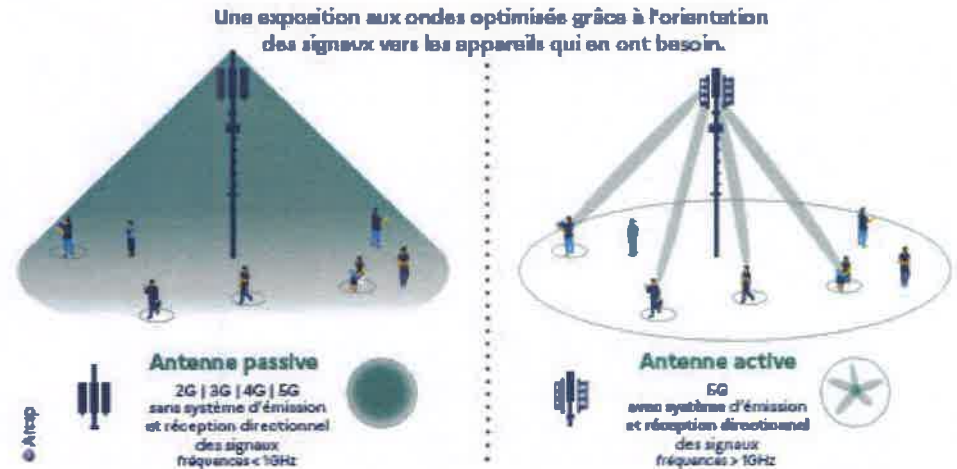 Une exposition aux ondes optimisée grâce à l'orientation
des signaux vers les appareils qui en ont besoin.
Antenne passive
2G | 3G | 4G | 5G
sans système d'émission
et réception directionnel
des signaux
fréquences < 1GHz
Antenne active
5G
avec système d'émission
et réception directionnel
des signaux
fréquences > 1GHz
© Arcep